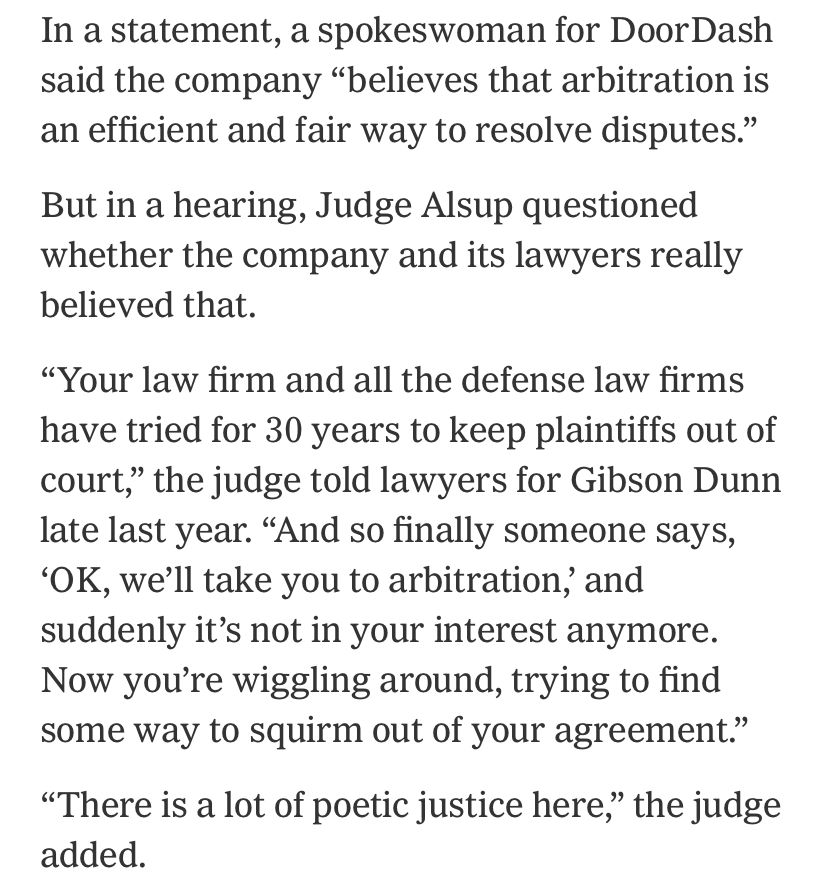 In a statement, a spokeswoman for DoorDash
said the company “believes that arbitration is
an efficient and fair way to resolve disputes.”
But in a hearing, Judge Alsup questioned
whether the company and its lawyers really
believed that.
“Your law firm and all the defense law firms
have tried for 30 years to keep plaintiffs out of
court,” the judge told lawyers for Gibson Dunn
late last year. “And so finally someone says,
‘OK, we’ll take you to arbitration,’ and
suddenly it’s not in your interest anymore.
Now you’re wiggling around, trying to find
some way to squirm out of your agreement.”
“There is a lot of poetic justice here,” the judge
added.